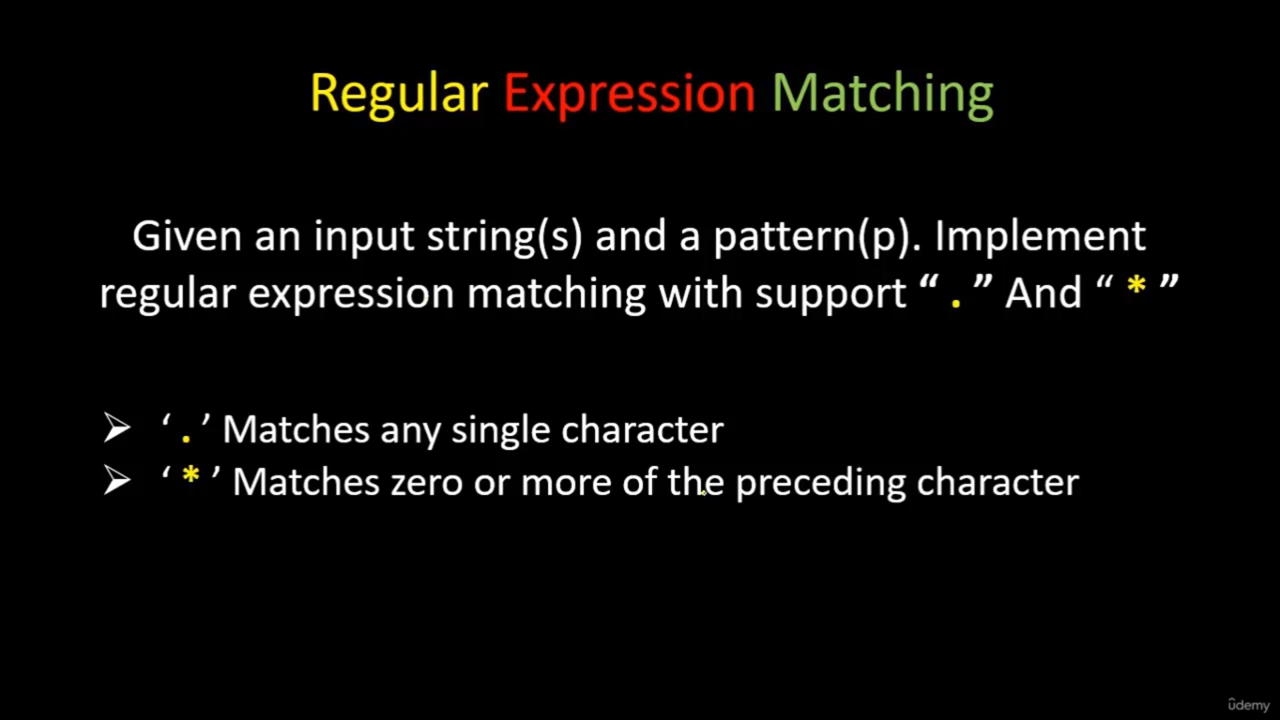 Regular Expression Matching
Given an input string(s) and a pattern(p). Implement
regular expression matching with support “ . ” And “ * ”
➢ ‘ . ’ Matches any single character
➢ ‘ * ’ Matches zero or more of the preceding character
ûdemy